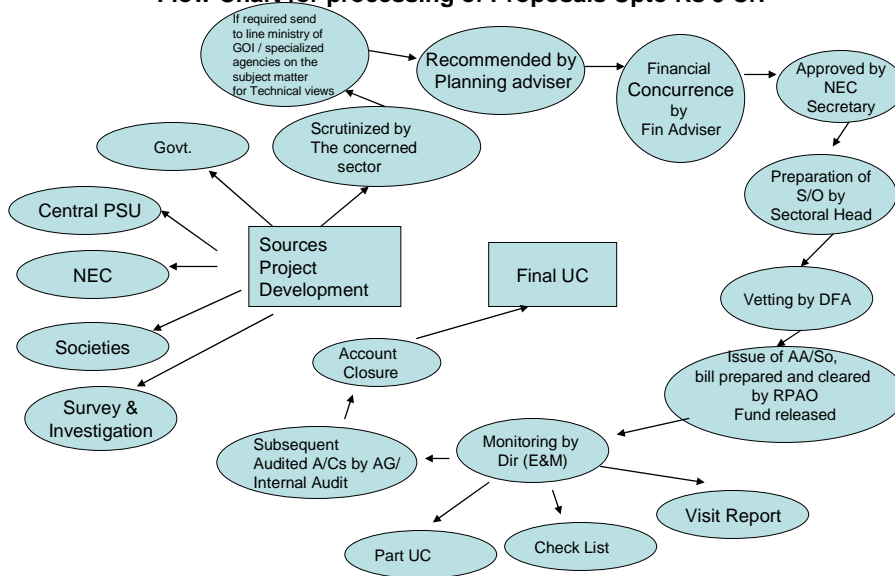 If required send
to line ministry of
GOI / specialized
agencies on the
subject matter
for Technical views
Recommended by
Planning adviser
Financial
Concurrence
by
Fin Adviser
Approved by
NEC
Secretary
Scrutinized by
The concerned
sector
Govt.
Central PSU
NEC
Societies
Survey &
Investigation
Sources
Project
Development
Final UC
Preparation of
S/O by
Sectoral Head
Vetting by DFA
Issue of AA/So,
bill prepared and cleared
by RPAO
Fund released
Account
Closure
Subsequent
Audited A/Cs by AG/
Internal Audit
Monitoring by
Dir (E&M)
Visit Report
Check List
Part UC